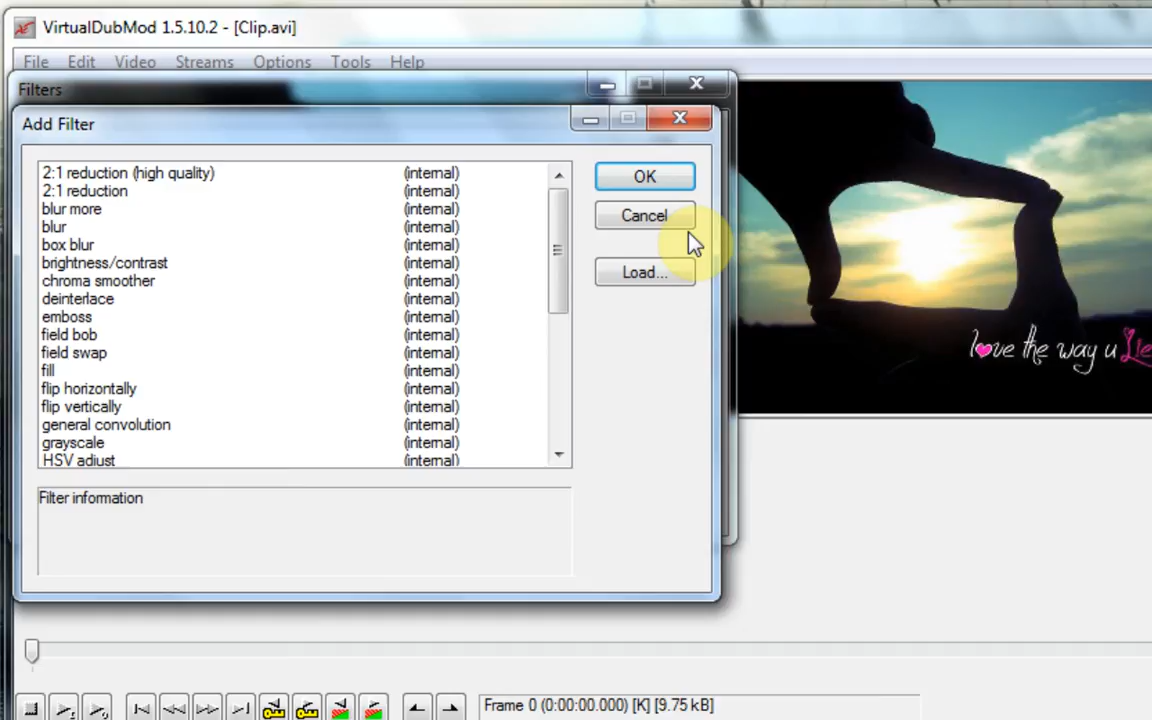 VirtualDubMod 1.5.10.2 - [Clip.avi]
File Edit Video Streams Options Tools Help
Filters
Add Filter
2:1 reduction (high quality) (internal)
2:1 reduction (internal)
blur more (internal)
blur (internal)
box blur (internal)
brightness/contrast (internal)
chroma smoother (internal)
deinterlace (internal)
emboss (internal)
field bob (internal)
field swap (internal)
fill (internal)
flip horizontally (internal)
flip vertically (internal)
general convolution (internal)
grayscale (internal)
HSV adjust (internal)
OK
Cancel
Load...
Filter information
love the way u Lie
Frame 0 (0:00:00.000) [K] [9.75 kB]